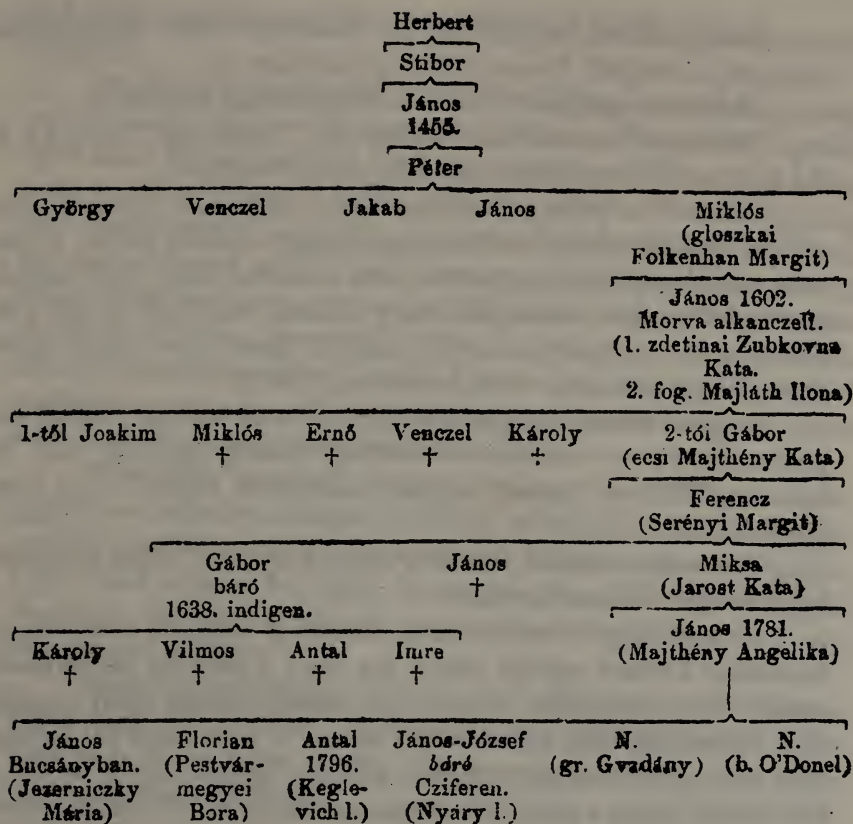 Herbert
Stibor
János
1455.
Péter
György Venczel Jakab János Miklós
(gloszkai
Folkenhan Margit)
János 1602.
Morva alkanczell.
(1. zdetinai Zubkovna
Kata.
2. fog. Majláth Ilona)
1-től Joakim Miklós Ernő Venczel Károly 2-tói Gábor
† † † † (ecsi Majthény Kata)
Ferencz
(Serényi Margit)
Gábor János Miksa
báró † (Jarost Kata)
1638. indigen.
János 1781.
Károly Vilmos Antal Imre (Majthény Angelika)
† † † †
János Florian Antal János-József N. N.
Bucsányban. (Pestvár- 1796. báró (gr. Gvadány) (b. O'Donel)
(Jezerniczky megyei (Kegle- Cziferen.
Mária) Bora) vich l.) (Nyáry l.)